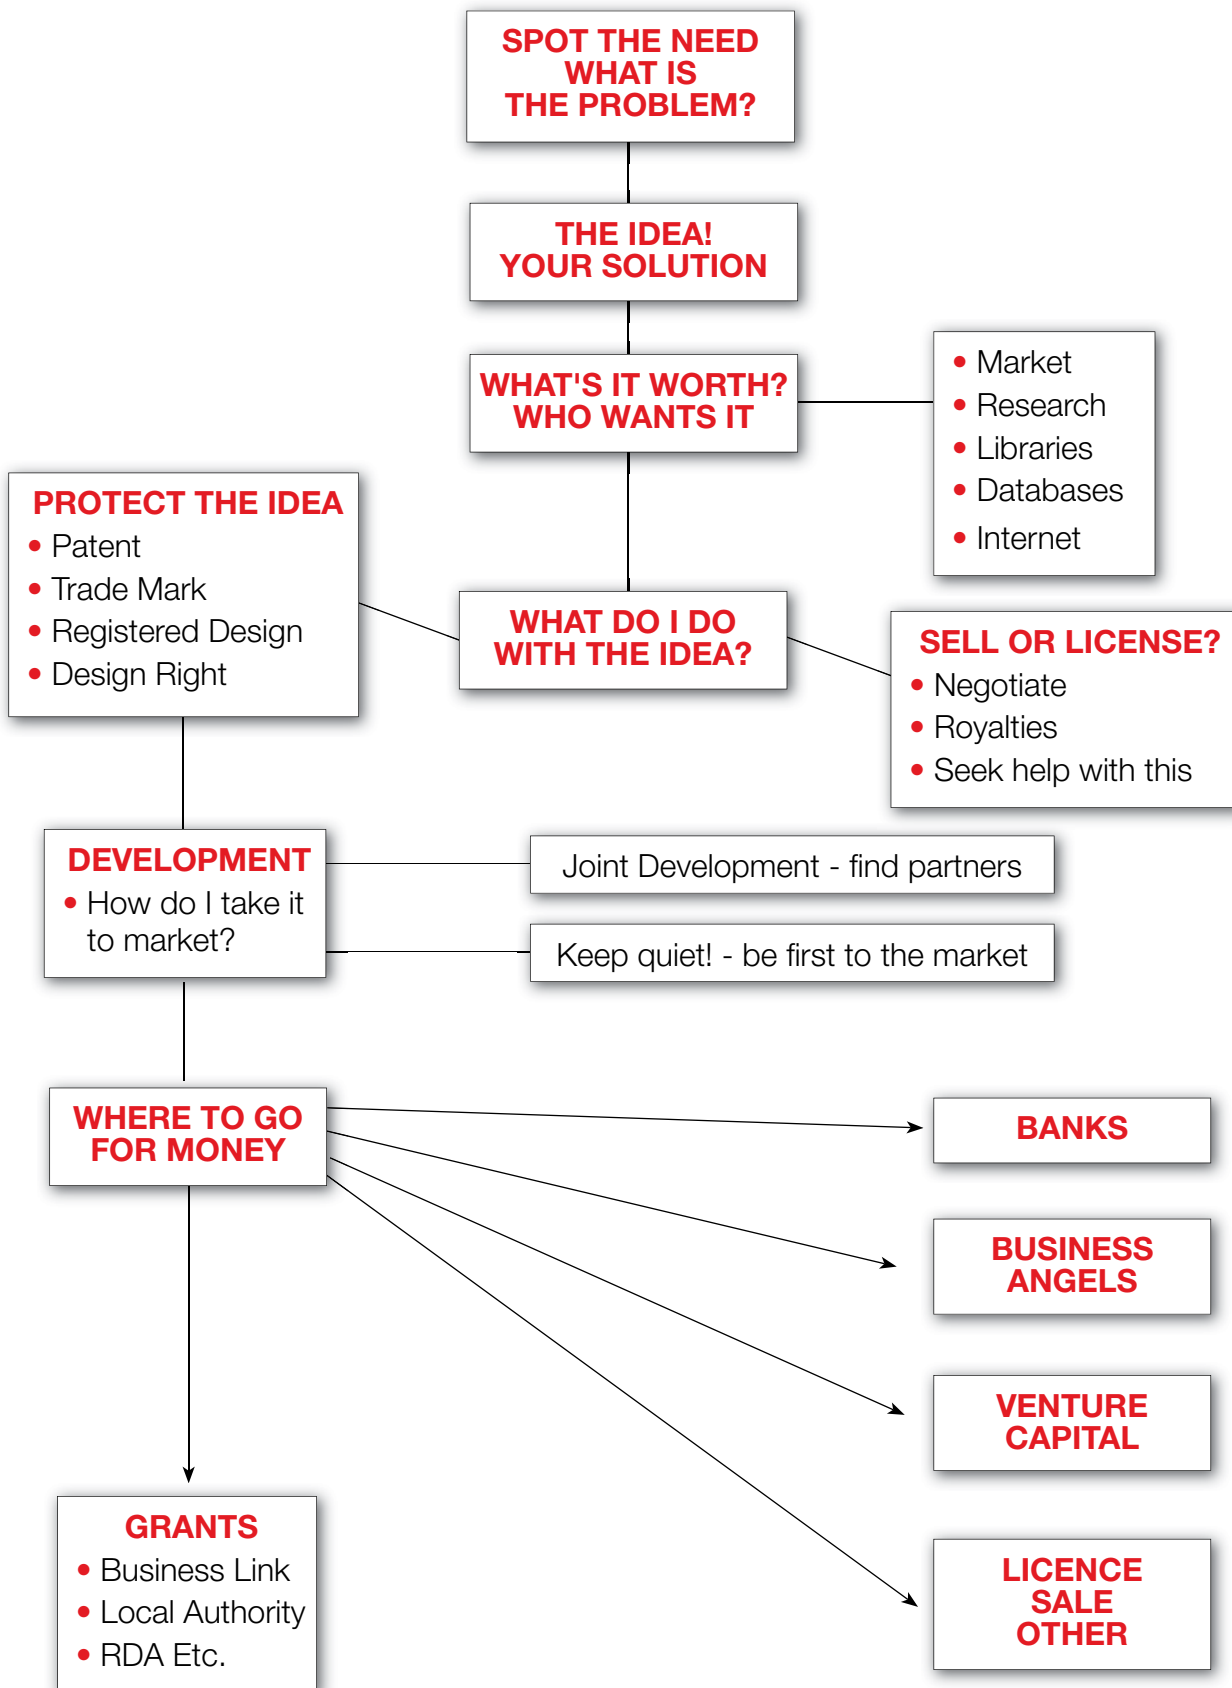 SPOT THE NEED
WHAT IS
THE PROBLEM?
THE IDEA!
YOUR SOLUTION
WHAT'S IT WORTH?
WHO WANTS IT
• Market
• Research
• Libraries
• Databases
• Internet
PROTECT THE IDEA
• Patent
• Trade Mark
• Registered Design
• Design Right
WHAT DO I DO
WITH THE IDEA?
SELL OR LICENSE?
• Negotiate
• Royalties
• Seek help with this
DEVELOPMENT
• How do I take it
to market?
Joint Development - find partners
Keep quiet! - be first to the market
WHERE TO GO
FOR MONEY
BANKS
BUSINESS
ANGELS
VENTURE
CAPITAL
LICENCE
SALE
OTHER
GRANTS
• Business Link
• Local Authority
• RDA Etc.